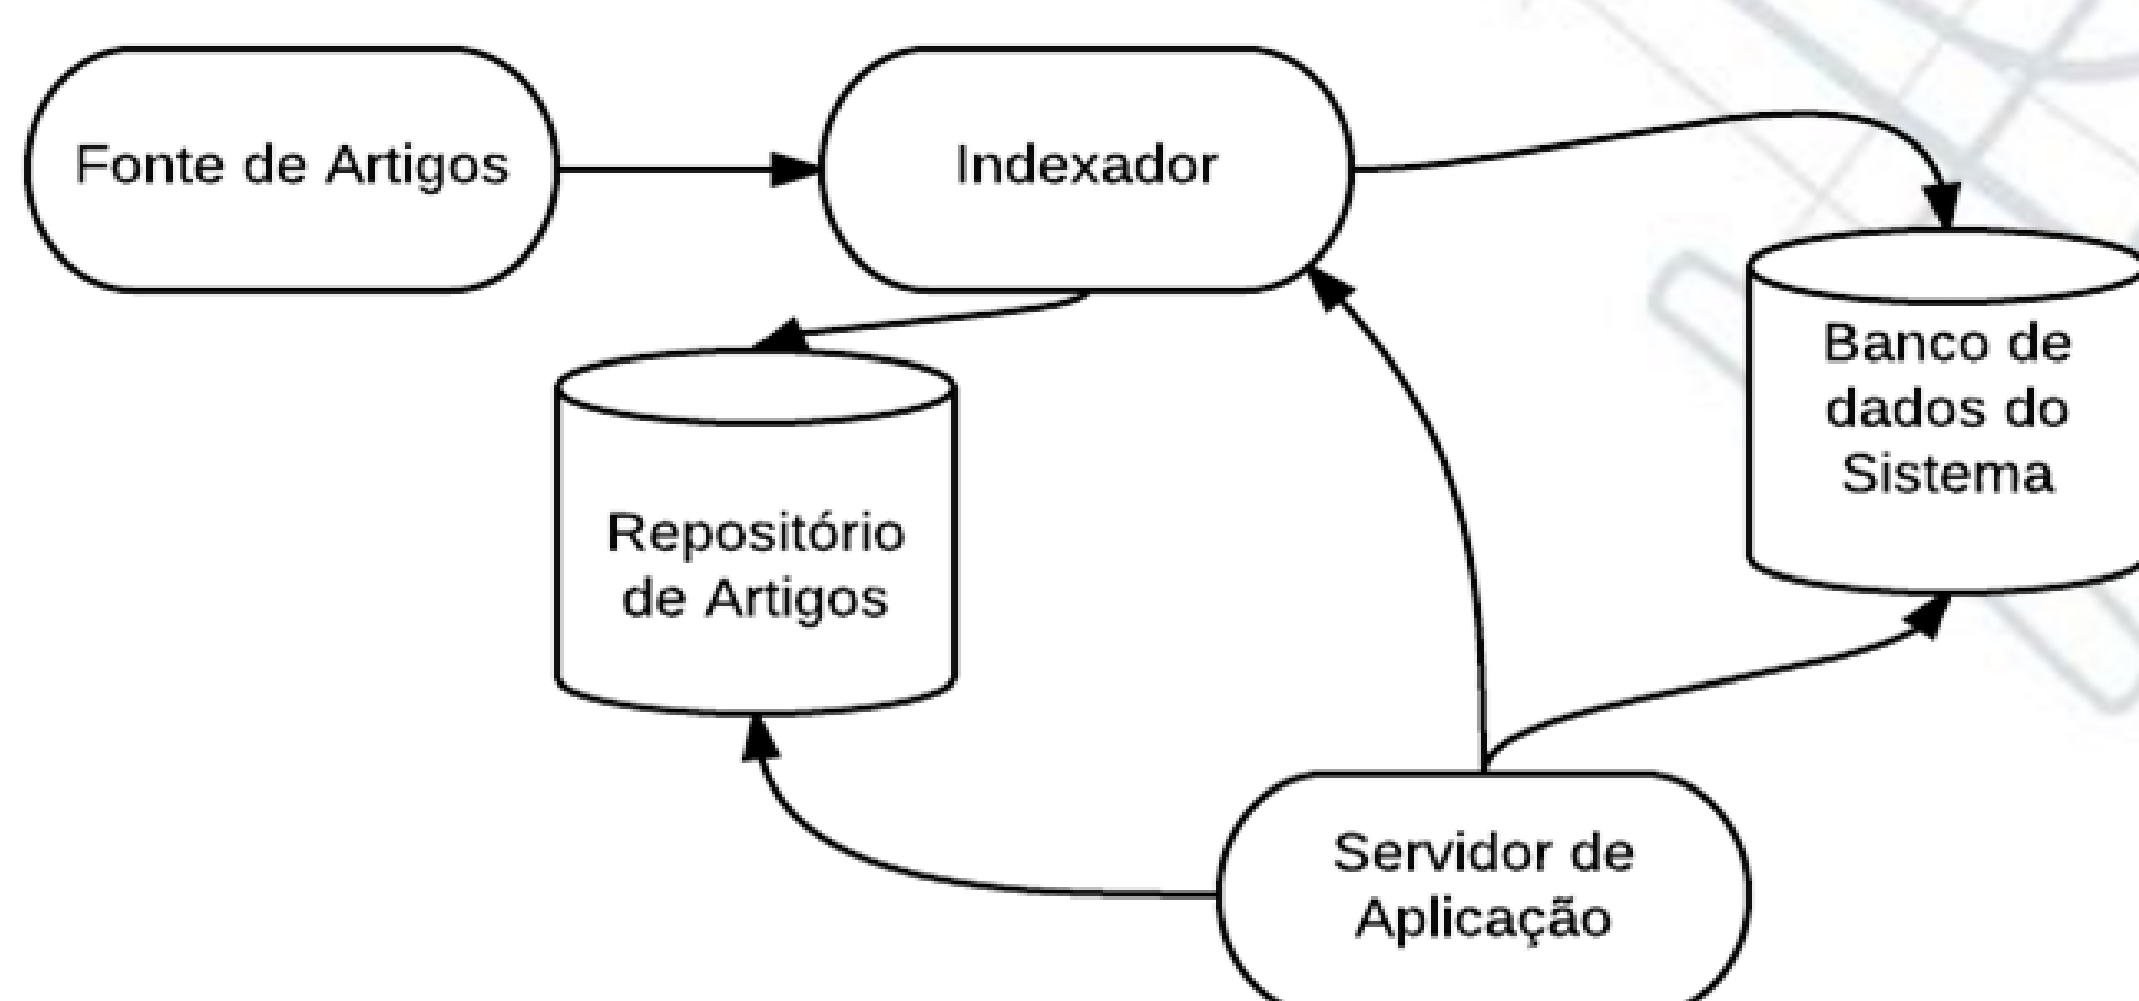 Fonte de Artigos
Indexador
Banco de
dados do
Sistema
Repositório
de Artigos
Servidor de
Aplicação